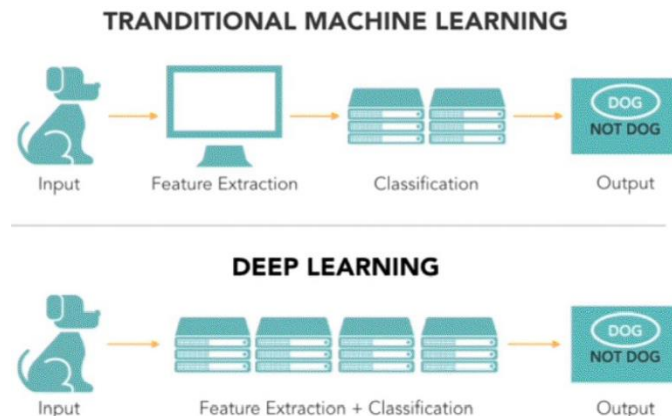 TRANDITIONAL MACHINE LEARNING
DOG
NOT DOG
Input Feature Extraction Classification Output
DEEP LEARNING
DOG
NOT DOG
Input Feature Extraction + Classification Output